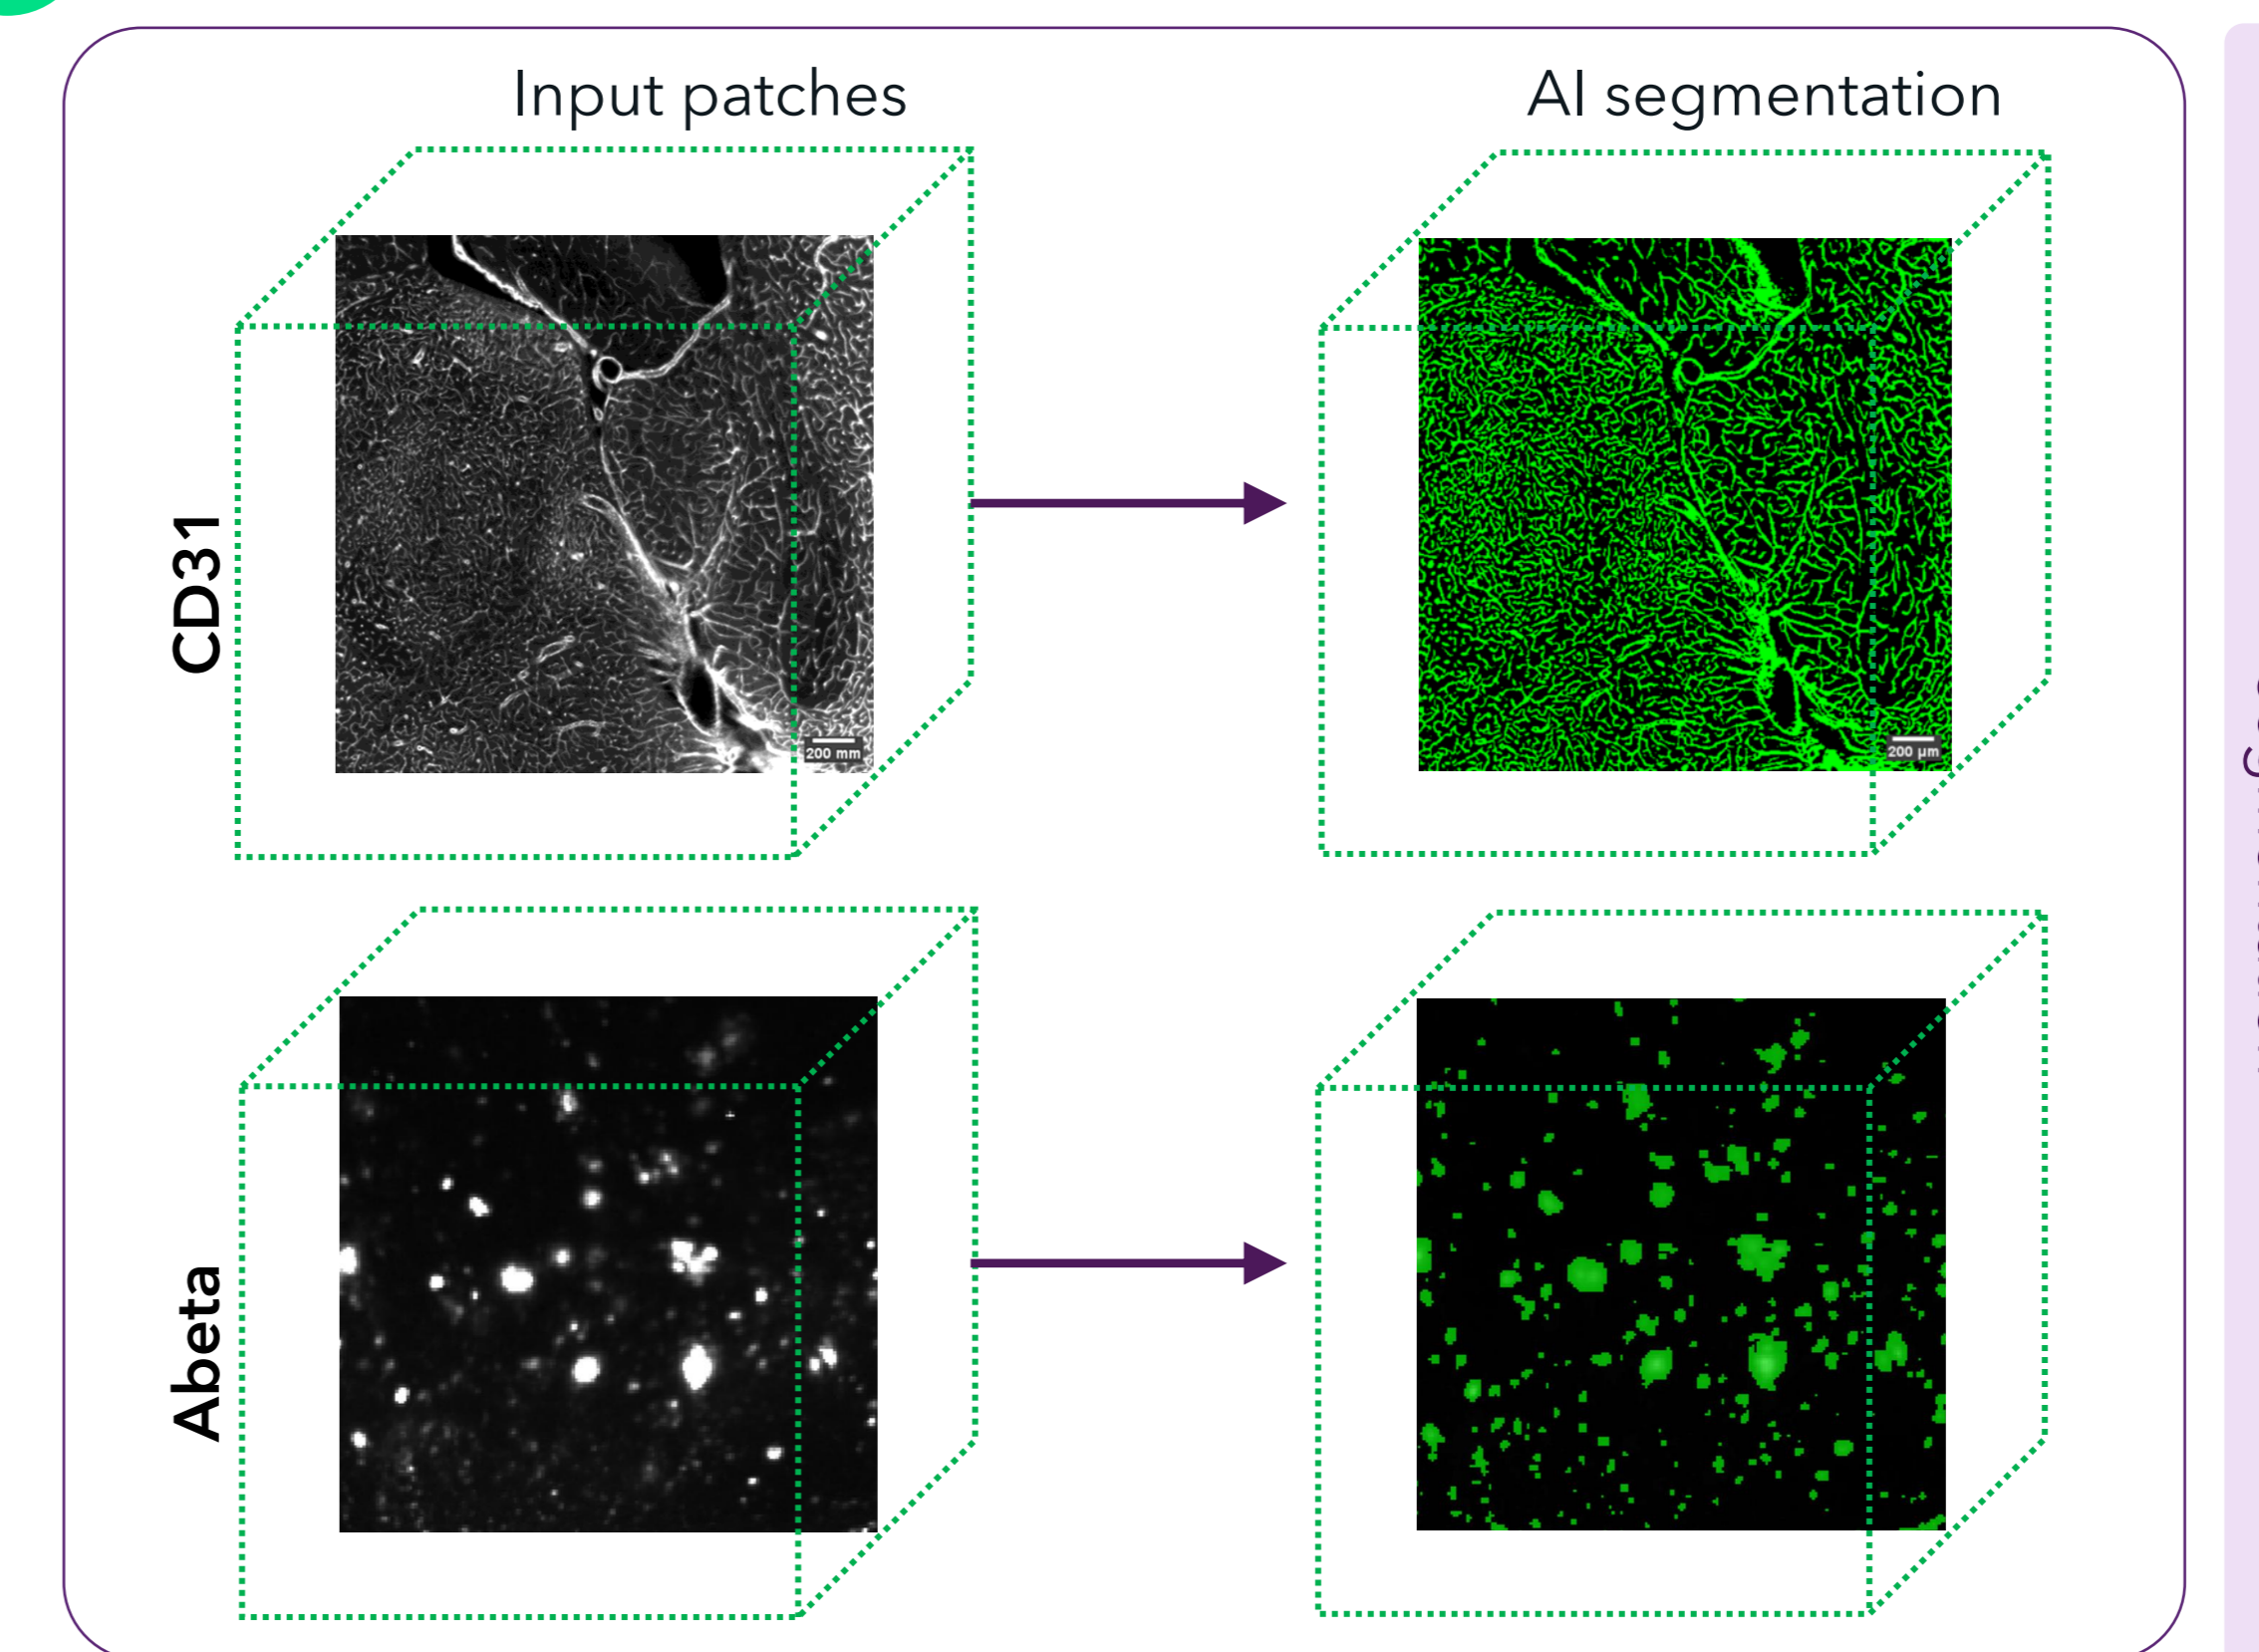 Input patches
AI segmentation
CD31
200 mm
200 µm
Abeta